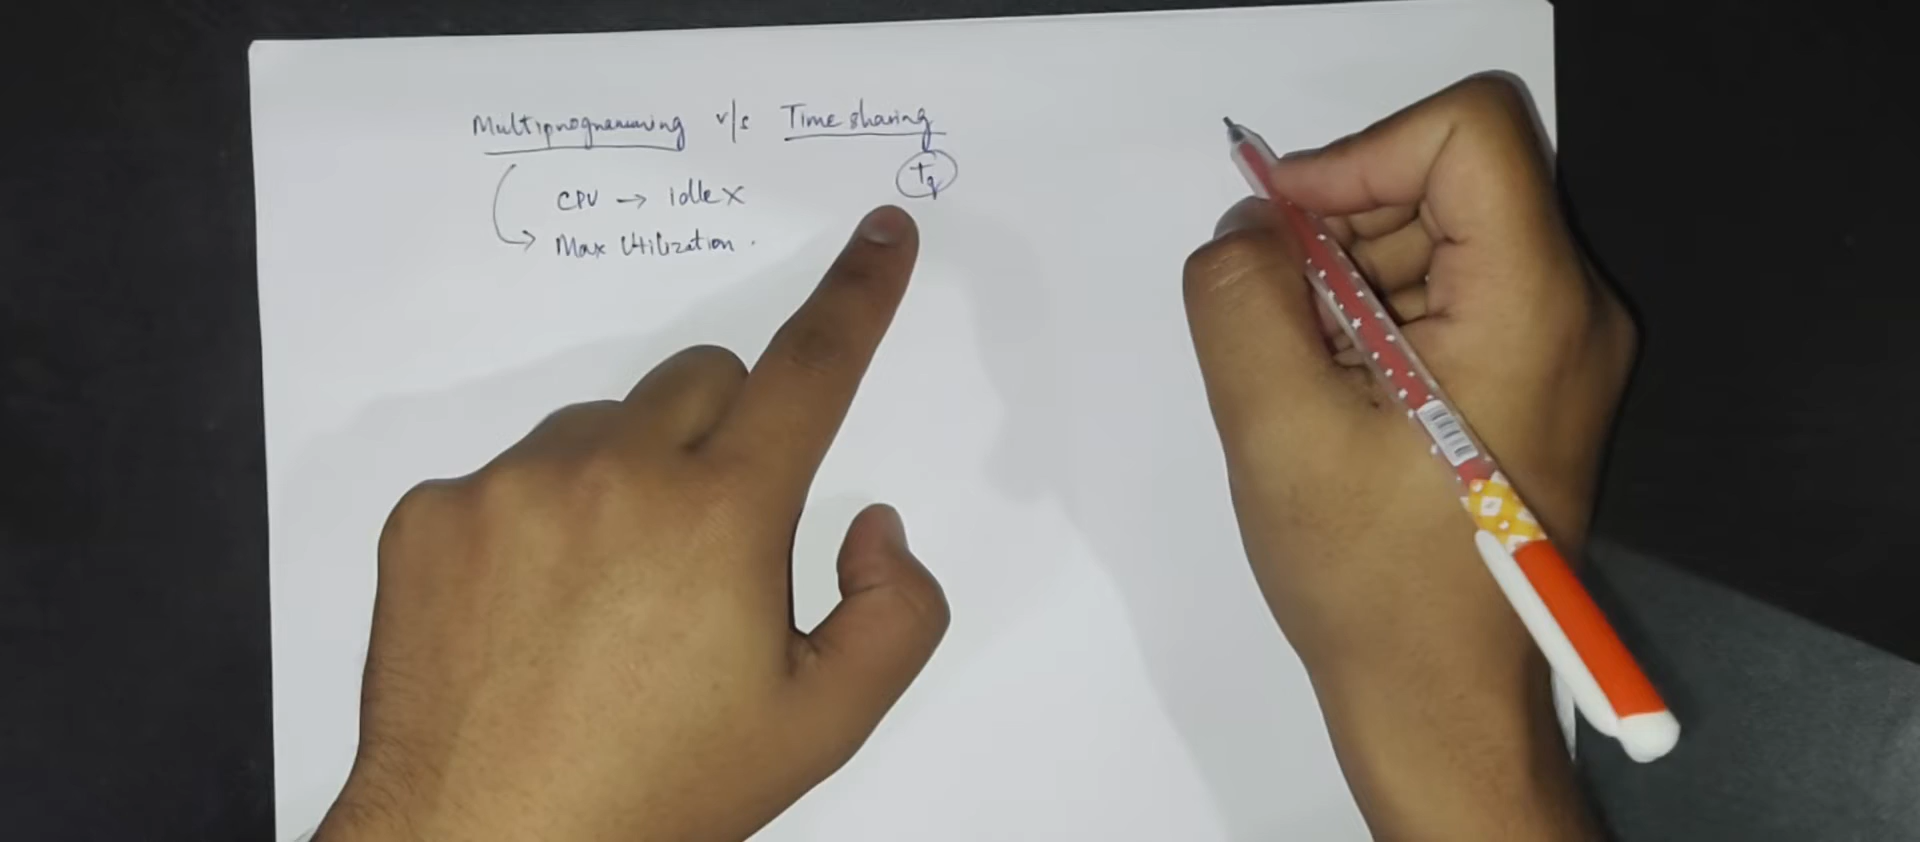 Multiprogramming v/s Time sharing
Tq
CPU → idle X
Max Utilization .